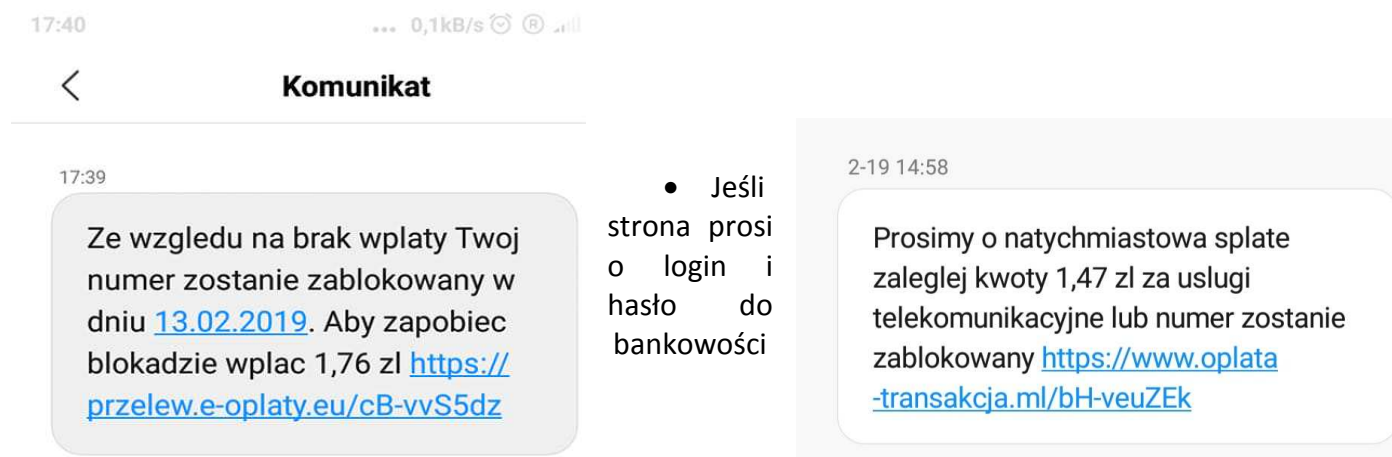 17:40
... 0,1kB/s
Komunikat
17:39
Ze wzgledu na brak wplaty Twoj
numer zostanie zablokowany w
dniu 13.02.2019. Aby zapobiec
blokadzie wplac 1,76 zl https://
przelew.e-oplaty.eu/cB-vvS5dz
• Jeśli
strona prosi
o login i
hasło do
bankowości
2-19 14:58
Prosimy o natychmiastowa splate
zaleglej kwoty 1,47 zl za uslugi
telekomunikacyjne lub numer zostanie
zablokowany https://www.oplata
-transakcja.ml/bH-veuZEk